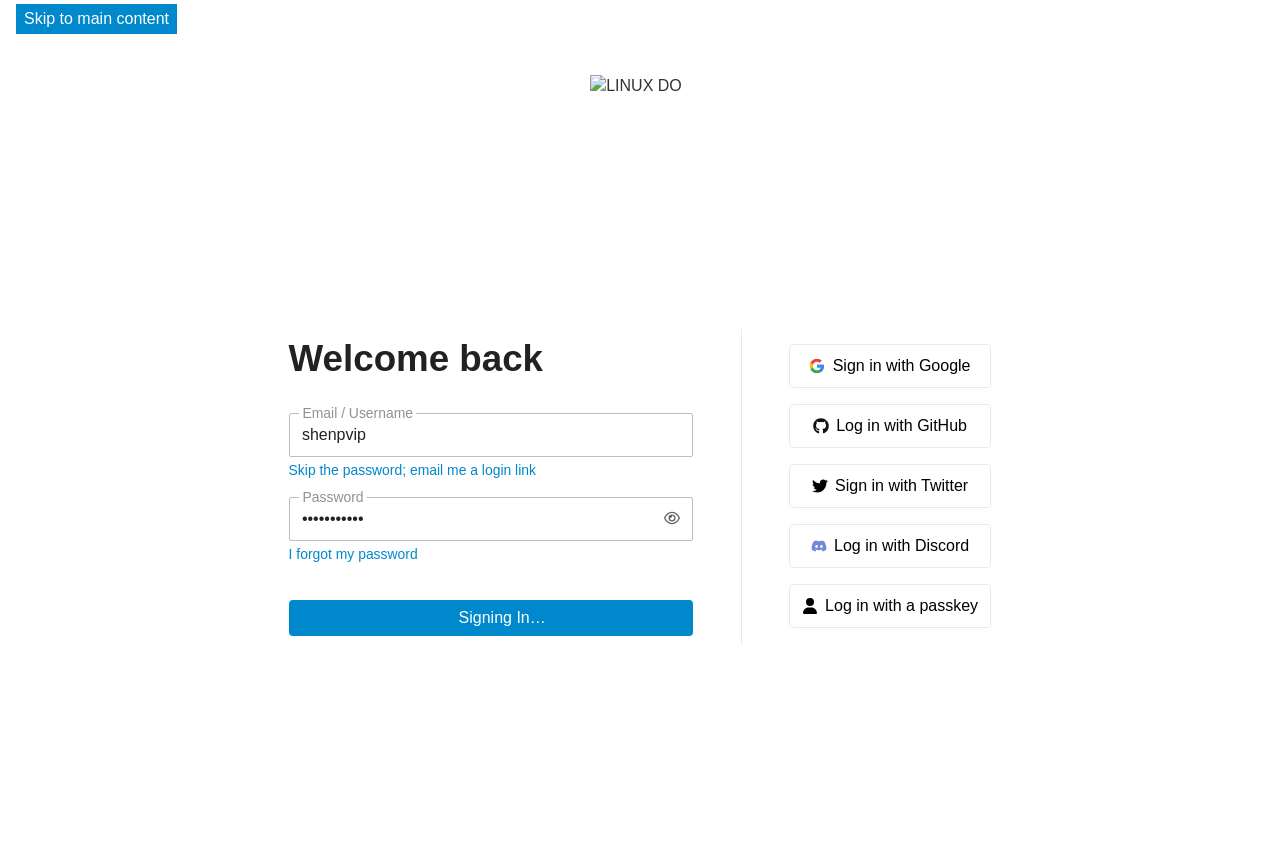 Skip to main content
LINUX DO
Welcome back
Email / Username
shenpvip
Skip the password; email me a login link
Password
•••••••••••
I forgot my password
Signing In…
Sign in with Google
Log in with GitHub
Sign in with Twitter
Log in with Discord
Log in with a passkey